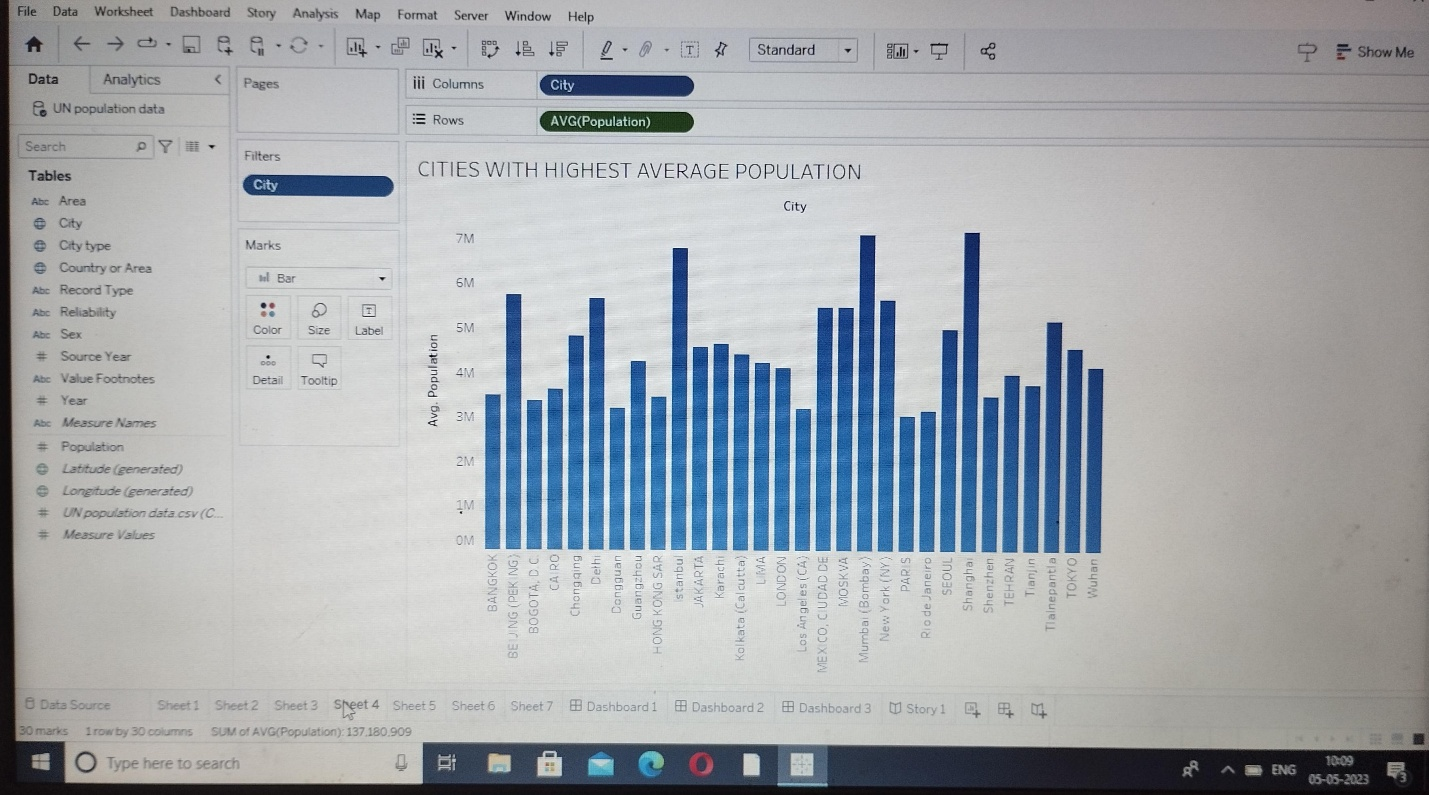 File Data Worksheet Dashboard Story Analysis Map Format Server Window Help
Standard
Show Me
Data Analytics
UN population data
Search
Tables
Abc Area
City
City type
Country or Area
Abc Record Type
Abc Reliability
Abc Sex
# Source Year
Abc Value Footnotes
# Year
Abc Measure Names
# Population
Latitude (generated)
Longitude (generated)
# UN population data.csv (C...
# Measure Values
Pages
Filters
City
Marks
Bar
Color Size Label
Detail Tooltip
Columns City
Rows AVG(Population)
CITIES WITH HIGHEST AVERAGE POPULATION
City
Avg. Population
7M
6M
5M
4M
3M
2M
1M
0M
BANGKOK
BEIJING (PEKING)
BOGOTÁ, D.C.
CAIRO
Chongqing
Delhi
Dongguan
Guangzhou
HONG KONG SAR
Istanbul
JAKARTA
Karachi
Kolkata (Calcutta)
LIMA
LONDON
Los Angeles (CA)
MEXICO, CIUDAD DE
MOSKVA
Mumbai (Bombay)
New York (NY)
PARIS
Rio de Janeiro
SEOUL
Shanghai
Shenzhen
TEHRAN
Tianjin
Tlalnepantla
TOKYO
Wuhan
Data Source Sheet 1 Sheet 2 Sheet 3 Sheet 4 Sheet 5 Sheet 6 Sheet 7 Dashboard 1 Dashboard 2 Dashboard 3 Story 1
30 marks 1 row by 30 columns SUM of AVG(Population): 137,180,909
Type here to search
ENG
10:09
05-05-2023
3